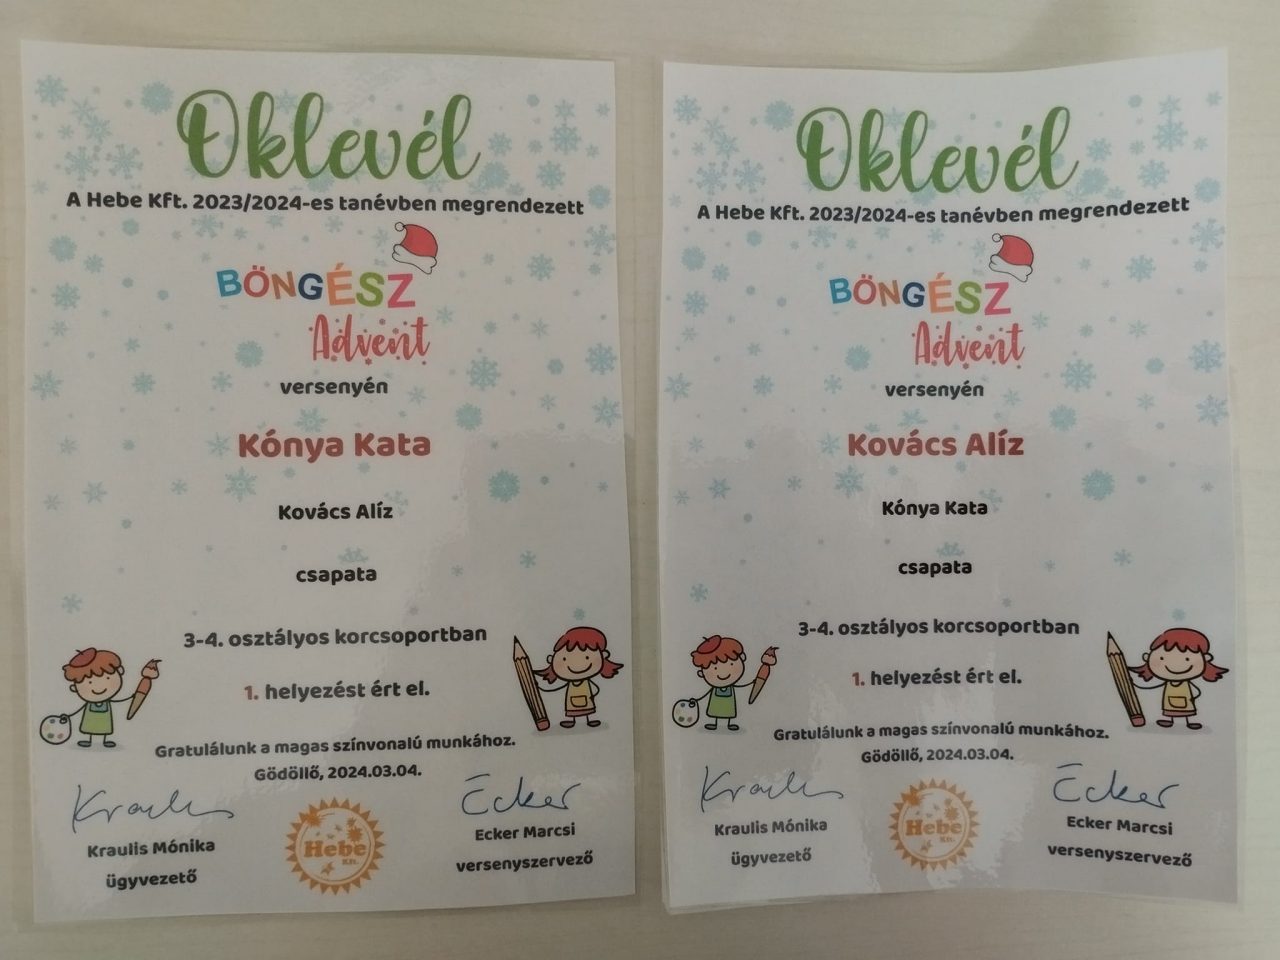 Oklevél
A Hebe Kft. 2023/2024-es tanévben megrendezett
BÖNGÉSZ
Advent
versenyén
Kónya Kata
Kovács Alíz
csapata
3-4. osztályos korcsoportban
1. helyezést ért el.
Gratulálunk a magas színvonalú munkához.
Gödöllő, 2024.03.04.
Kraulis
Ecker
Kraulis Mónika
ügyvezető
Hebe
Kft.
Ecker Marcsi
versenyszervező
Oklevél
A Hebe Kft. 2023/2024-es tanévben megrendezett
BÖNGÉSZ
Advent
versenyén
Kovács Alíz
Kónya Kata
csapata
3-4. osztályos korcsoportban
1. helyezést ért el.
Gratulálunk a magas színvonalú munkához.
Gödöllő, 2024.03.04.
Kraulis
Ecker
Kraulis Mónika
ügyvezető
Hebe
Kft.
Ecker Marcsi
versenyszervező